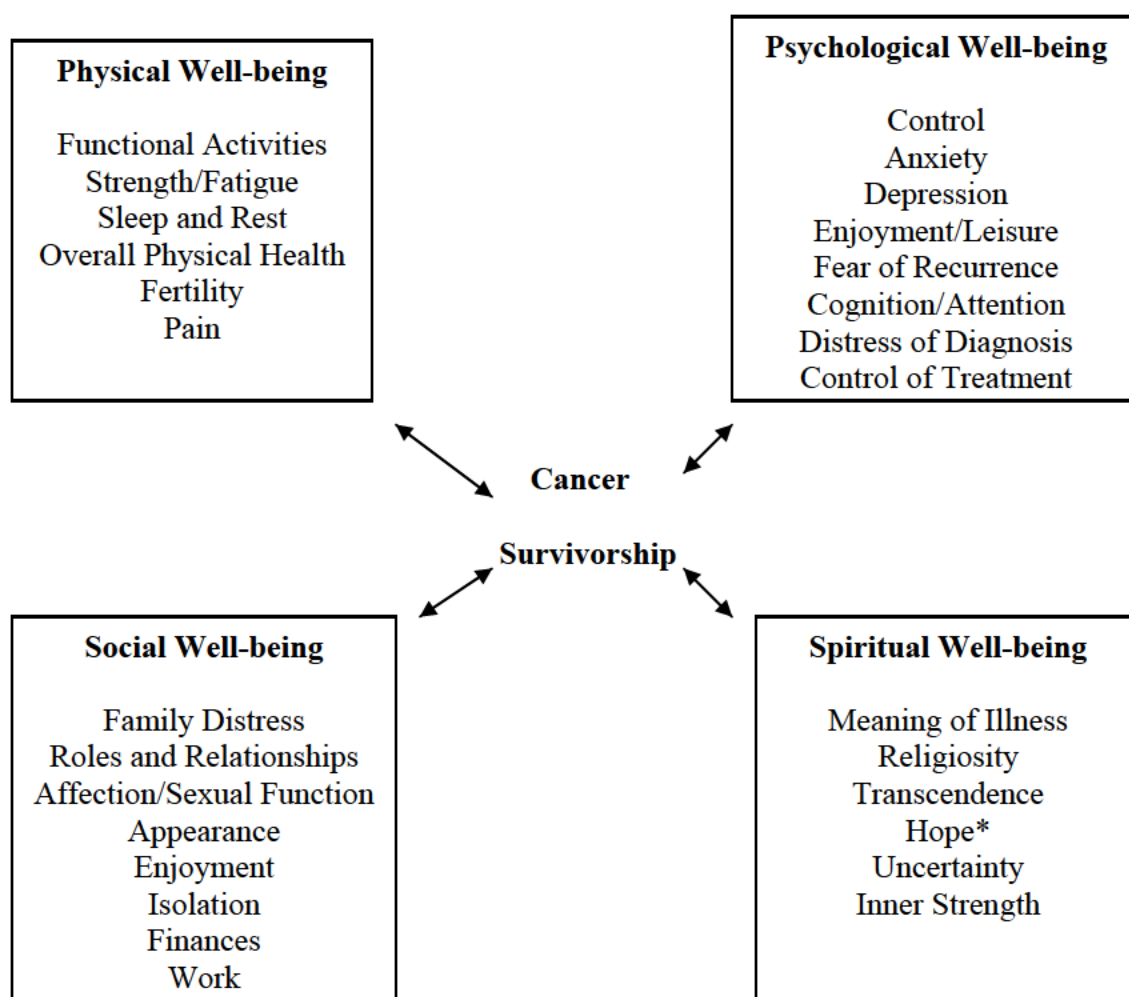 Physical Well-being
Functional Activities
Strength/Fatigue
Sleep and Rest
Overall Physical Health
Fertility
Pain
Psychological Well-being
Control
Anxiety
Depression
Enjoyment/Leisure
Fear of Recurrence
Cognition/Attention
Distress of Diagnosis
Control of Treatment
Cancer
Survivorship
Social Well-being
Family Distress
Roles and Relationships
Affection/Sexual Function
Appearance
Enjoyment
Isolation
Finances
Work
Spiritual Well-being
Meaning of Illness
Religiosity
Transcendence
Hope*
Uncertainty
Inner Strength